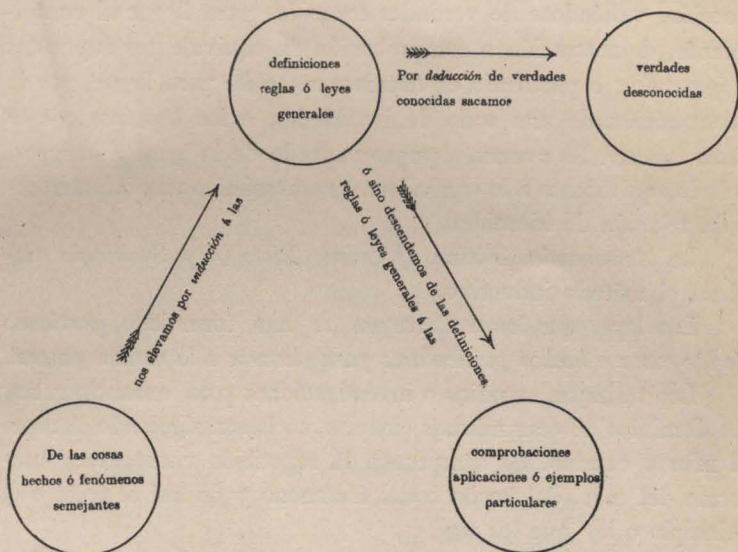 definiciones
reglas ó leyes
generales
Por deducción de verdades
conocidas sacamos
verdades
desconocidas
De las cosas
hechos ó fenómenos
semejantes
nos elevamos por inducción á las
ó sino descendemos de las definiciones,
reglas ó leyes generales á las
comprobaciones
aplicaciones ó ejemplos
particulares